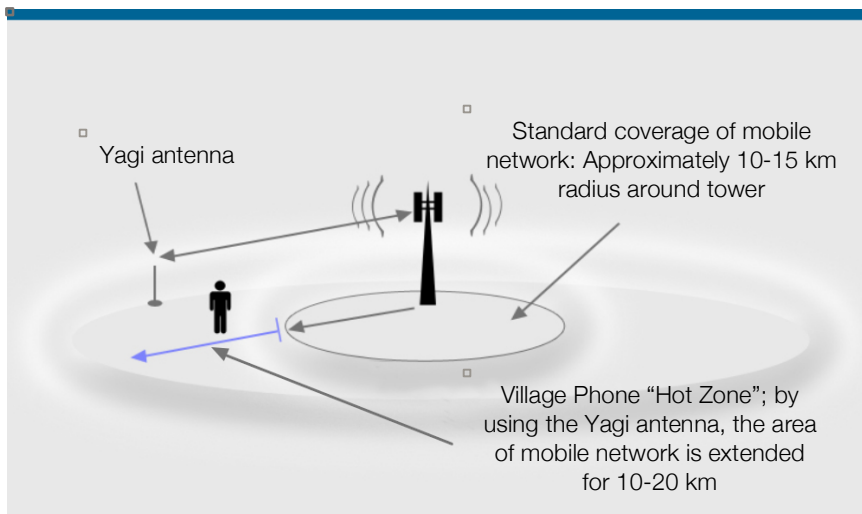 Yagi antenna
Standard coverage of mobile
network: Approximately 10-15 km
radius around tower
Village Phone “Hot Zone”; by
using the Yagi antenna, the area
of mobile network is extended
for 10-20 km